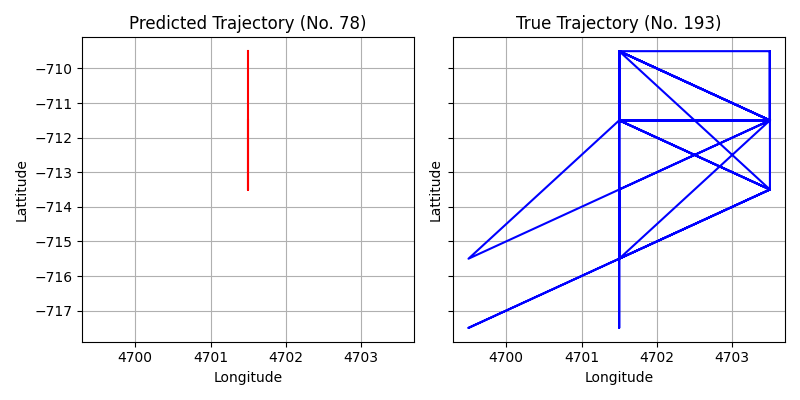 Predicted Trajectory (No. 78)
True Trajectory (No. 193)
−710
−711
−712
−713
−714
−715
−716
−717
Lattitude
Lattitude
4700
4701
4702
4703
4700
4701
4702
4703
Longitude
Longitude